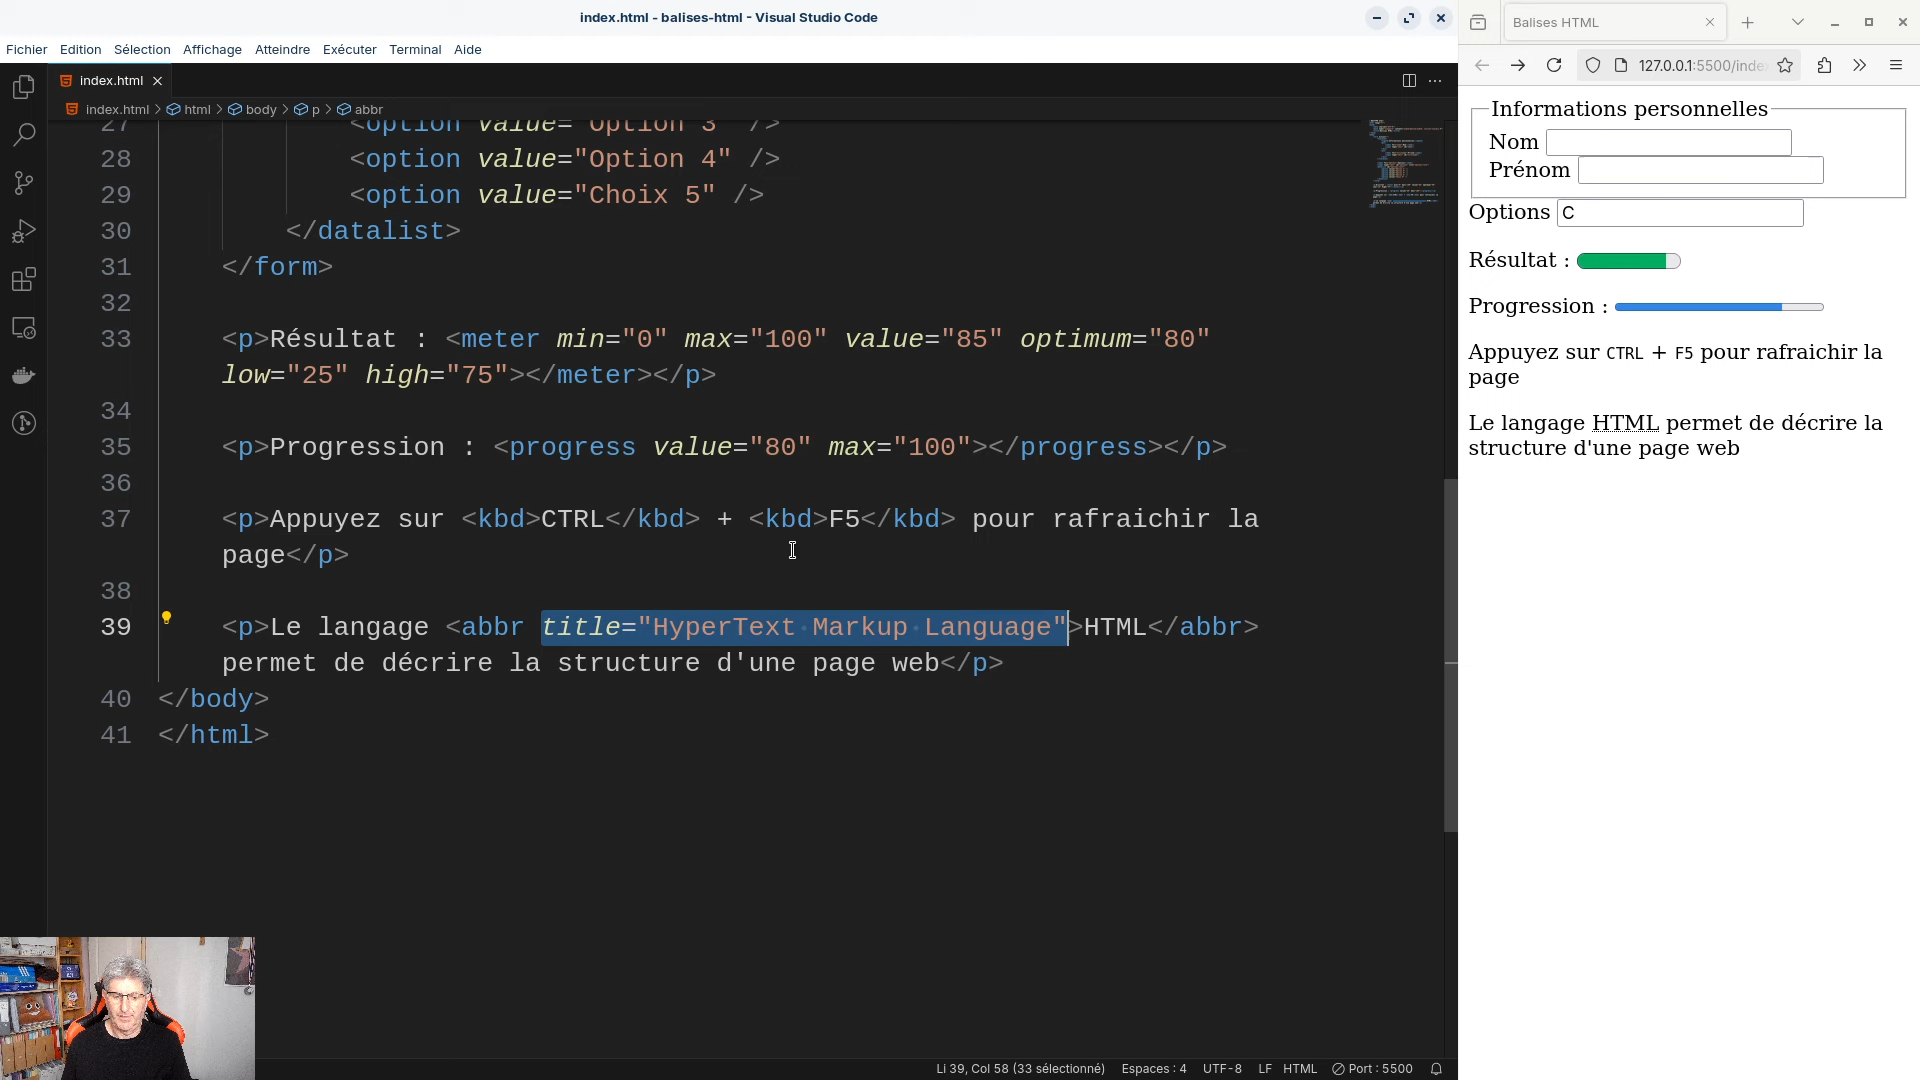 index.html - balises-html - Visual Studio Code
Fichier Edition Sélection Affichage Atteindre Exécuter Terminal Aide
index.html
index.html > html > body > p > abbr
27 <option value="Option 3" />
28 <option value="Option 4" />
29 <option value="Choix 5" />
30 </datalist>
31 </form>
32
33 <p>Résultat : <meter min="0" max="100" value="85" optimum="80"
low="25" high="75"></meter></p>
34
35 <p>Progression : <progress value="80" max="100"></progress></p>
36
37 <p>Appuyez sur <kbd>CTRL</kbd> + <kbd>F5</kbd> pour rafraichir la
page</p>
38
39 <p>Le langage <abbr title="HyperText Markup Language">HTML</abbr>
permet de décrire la structure d'une page web</p>
40 </body>
41 </html>
Li 39, Col 58 (33 sélectionné) Espaces : 4 UTF-8 LF HTML Port : 5500
Balises HTML
127.0.0.1:5500/inde
Informations personnelles
Nom
Prénom
Options C
Résultat :
Progression :
Appuyez sur CTRL + F5 pour rafraichir la
page
Le langage HTML permet de décrire la
structure d'une page web